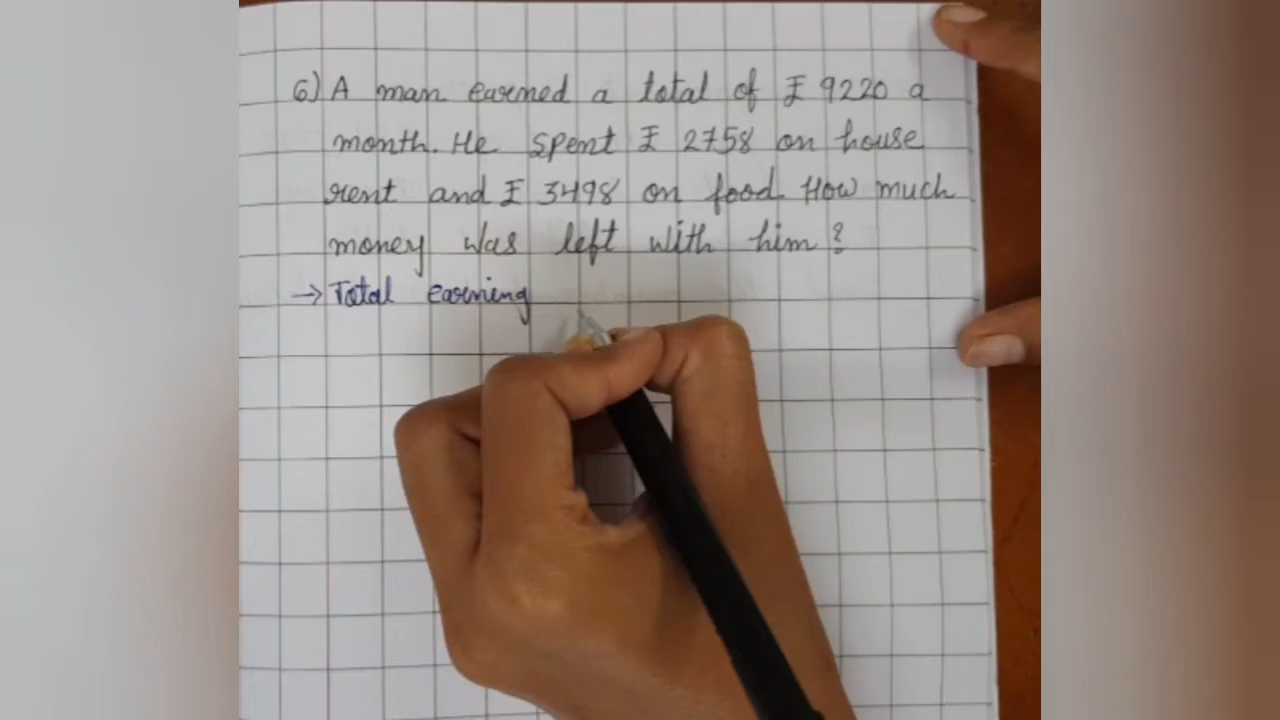 6) A man earned a total of ₹ 9220 a
month. He spent ₹ 2758 on house
rent and ₹ 3498 on food. How much
money was left with him?
→ Total earning